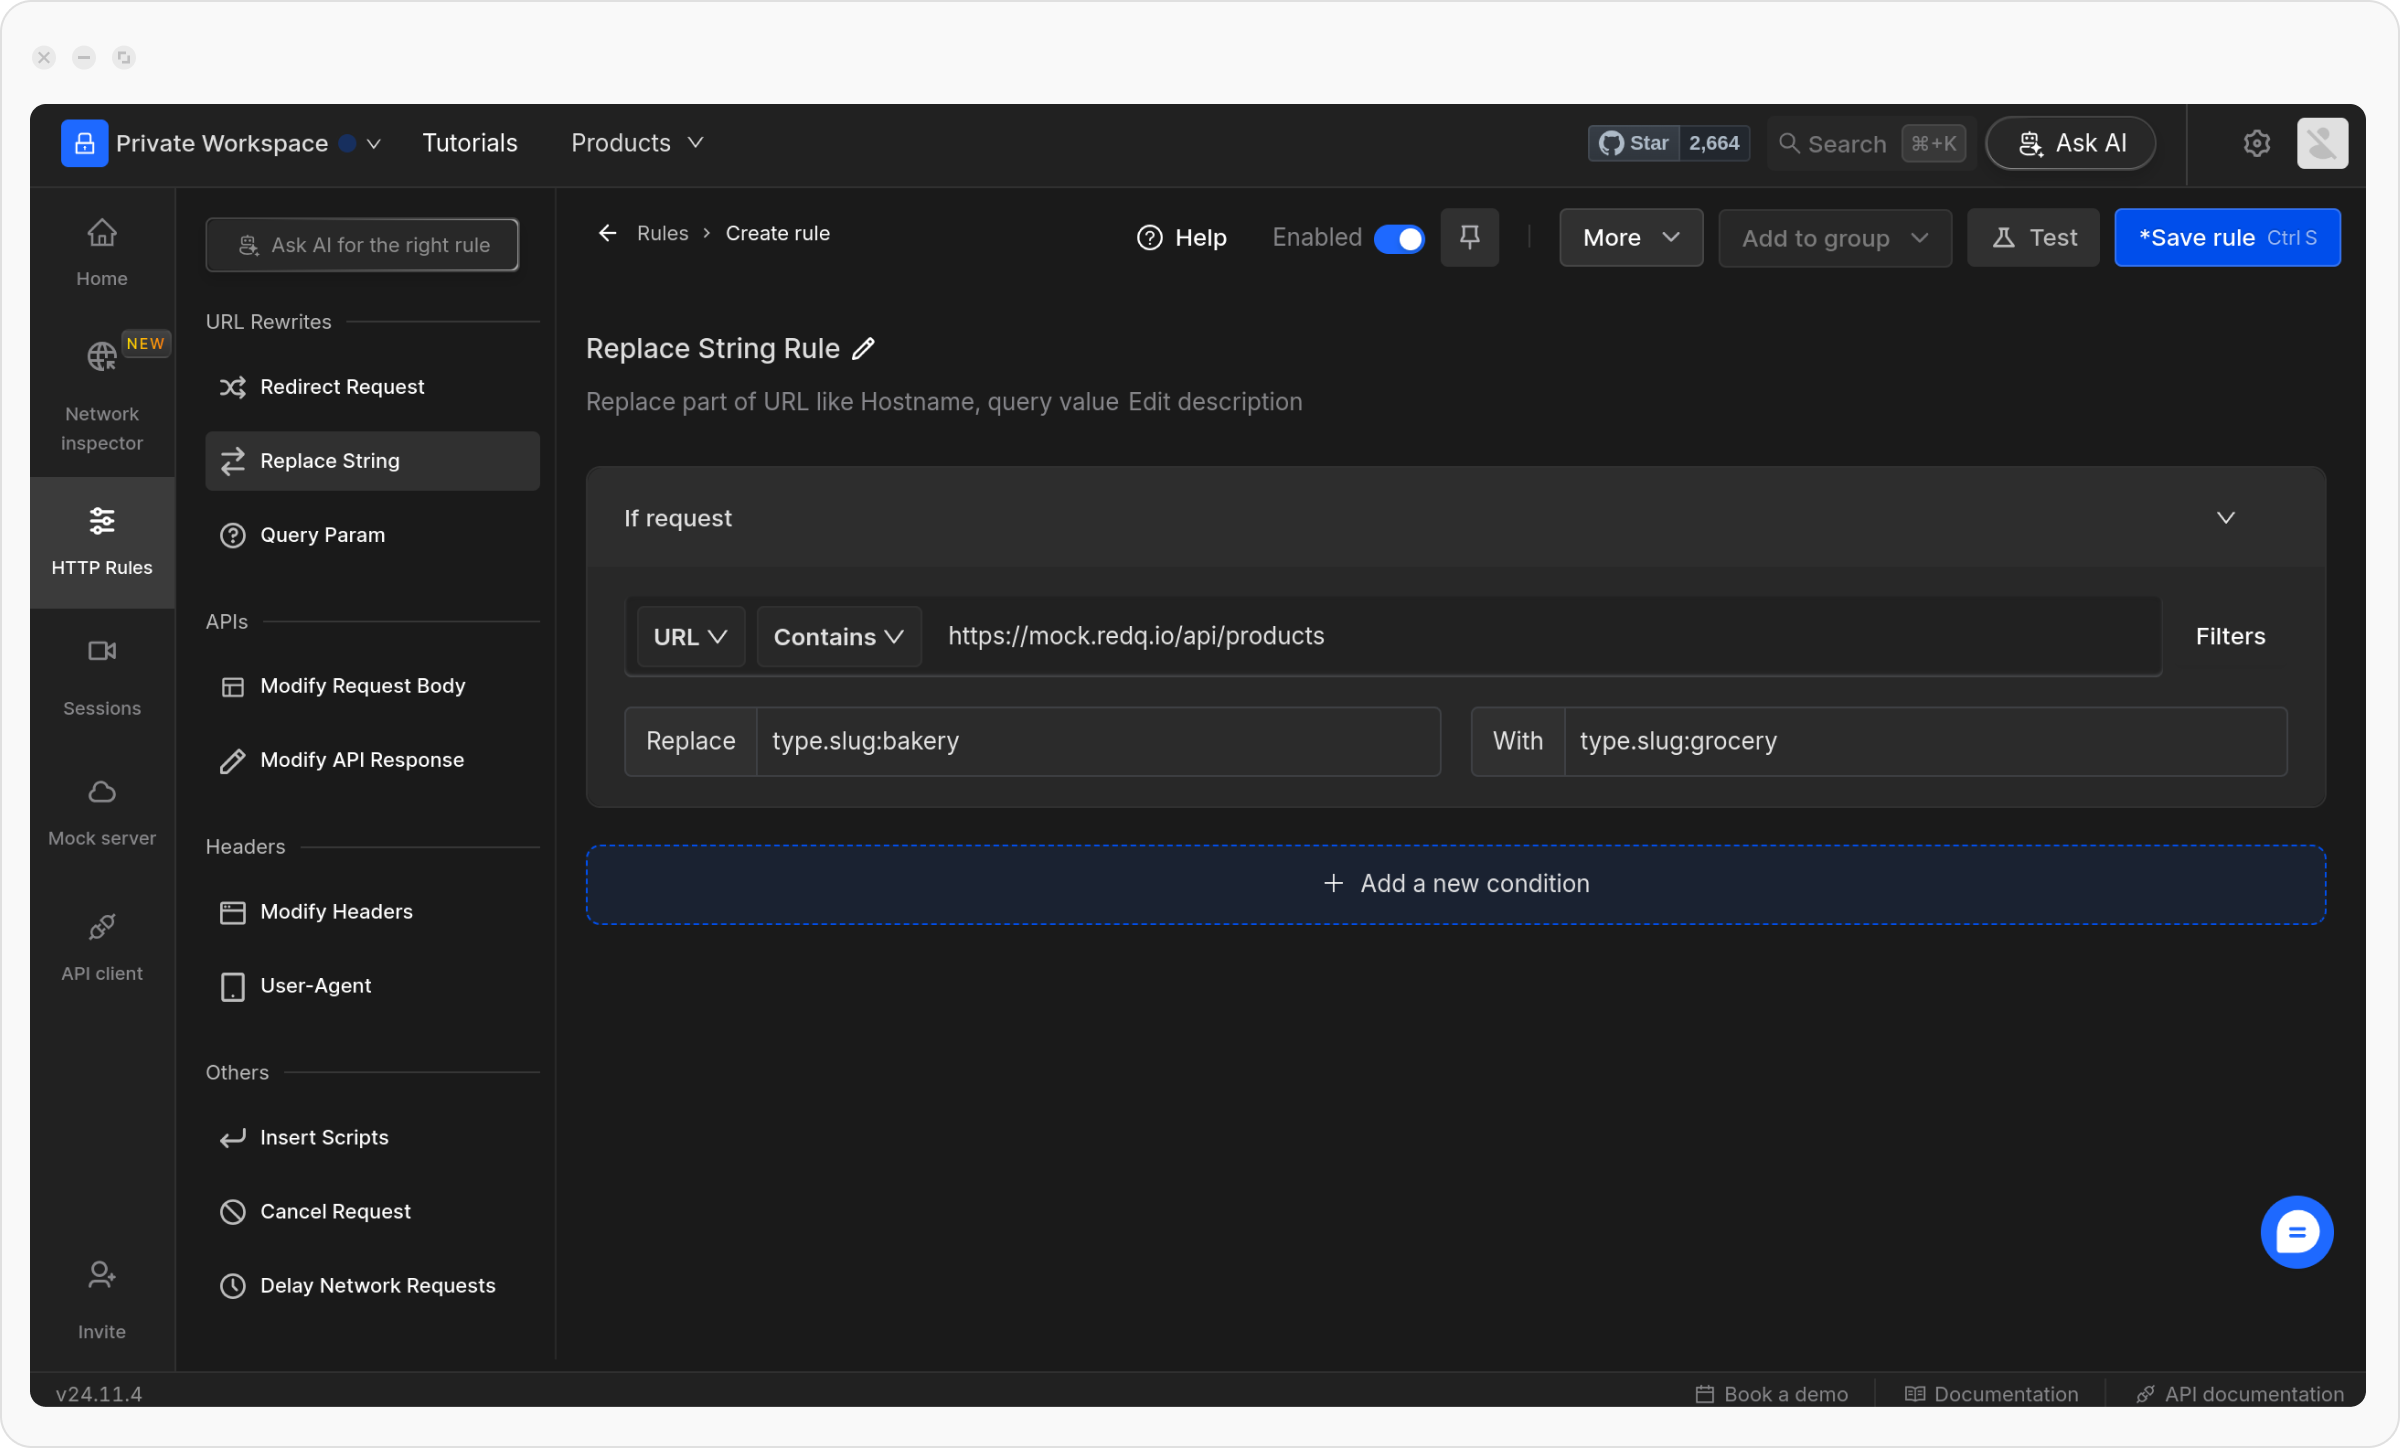 Private Workspace
Tutorials
Products
Star 2,664
Search ⌘+K
Ask AI
Home
NEW
Network
inspector
HTTP Rules
Sessions
Mock server
API client
Invite
Ask AI for the right rule
URL Rewrites
Redirect Request
Replace String
Query Param
APIs
Modify Request Body
Modify API Response
Headers
Modify Headers
User-Agent
Others
Insert Scripts
Cancel Request
Delay Network Requests
Rules > Create rule
Help
Enabled
More
Add to group
Test
*Save rule Ctrl S
Replace String Rule
Replace part of URL like Hostname, query value Edit description
If request
URL Contains https://mock.redq.io/api/products
Filters
Replace type.slug:bakery
With type.slug:grocery
+ Add a new condition
v24.11.4
Book a demo
Documentation
API documentation